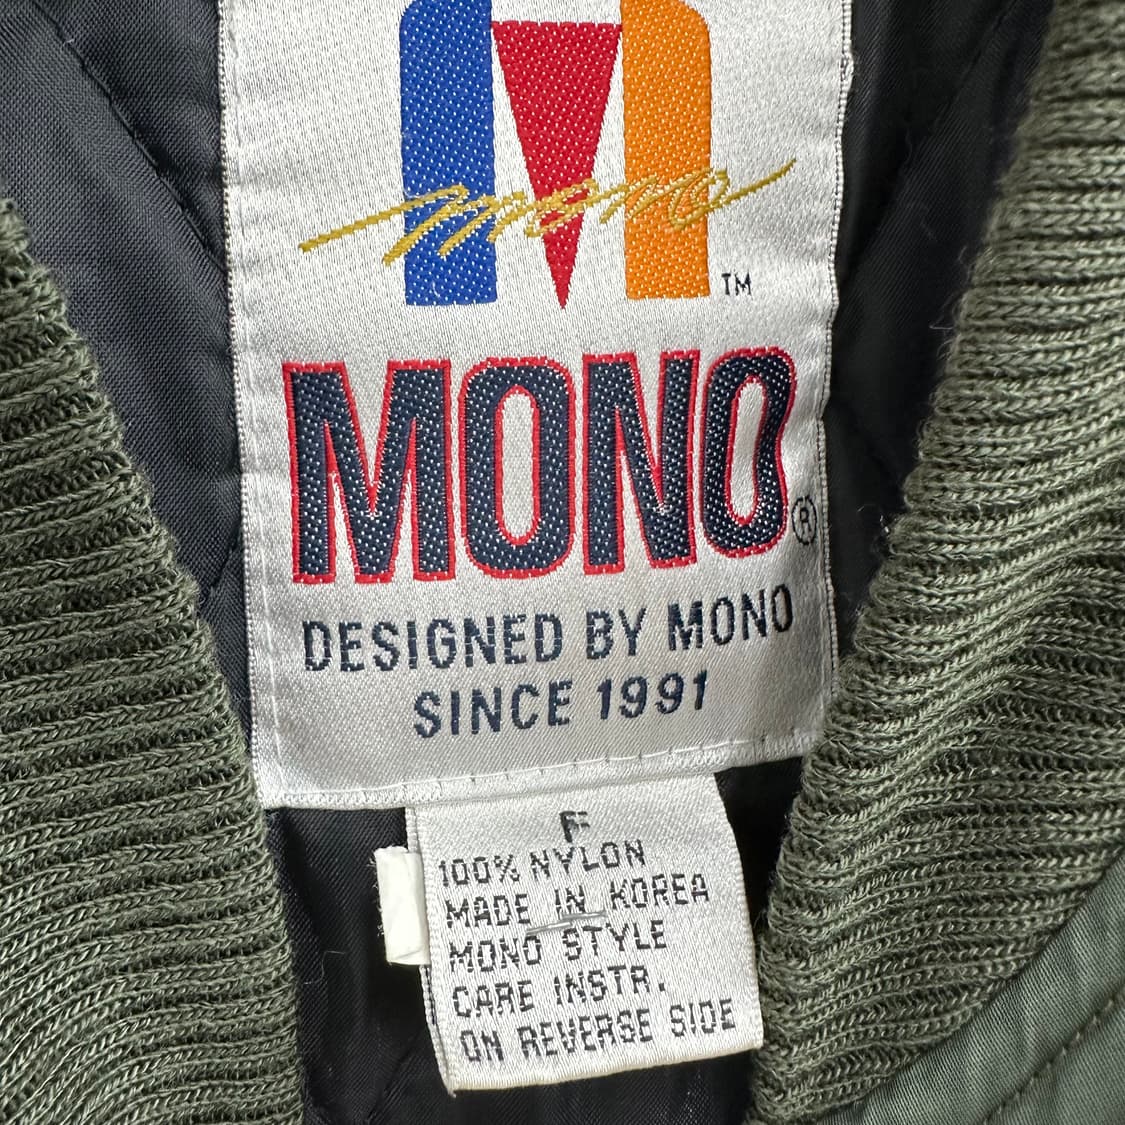 mono
TM
MONO®
DESIGNED BY MONO
SINCE 1991
F
100% NYLON
MADE IN KOREA
MONO STYLE
CARE INSTR.
ON REVERSE SIDE